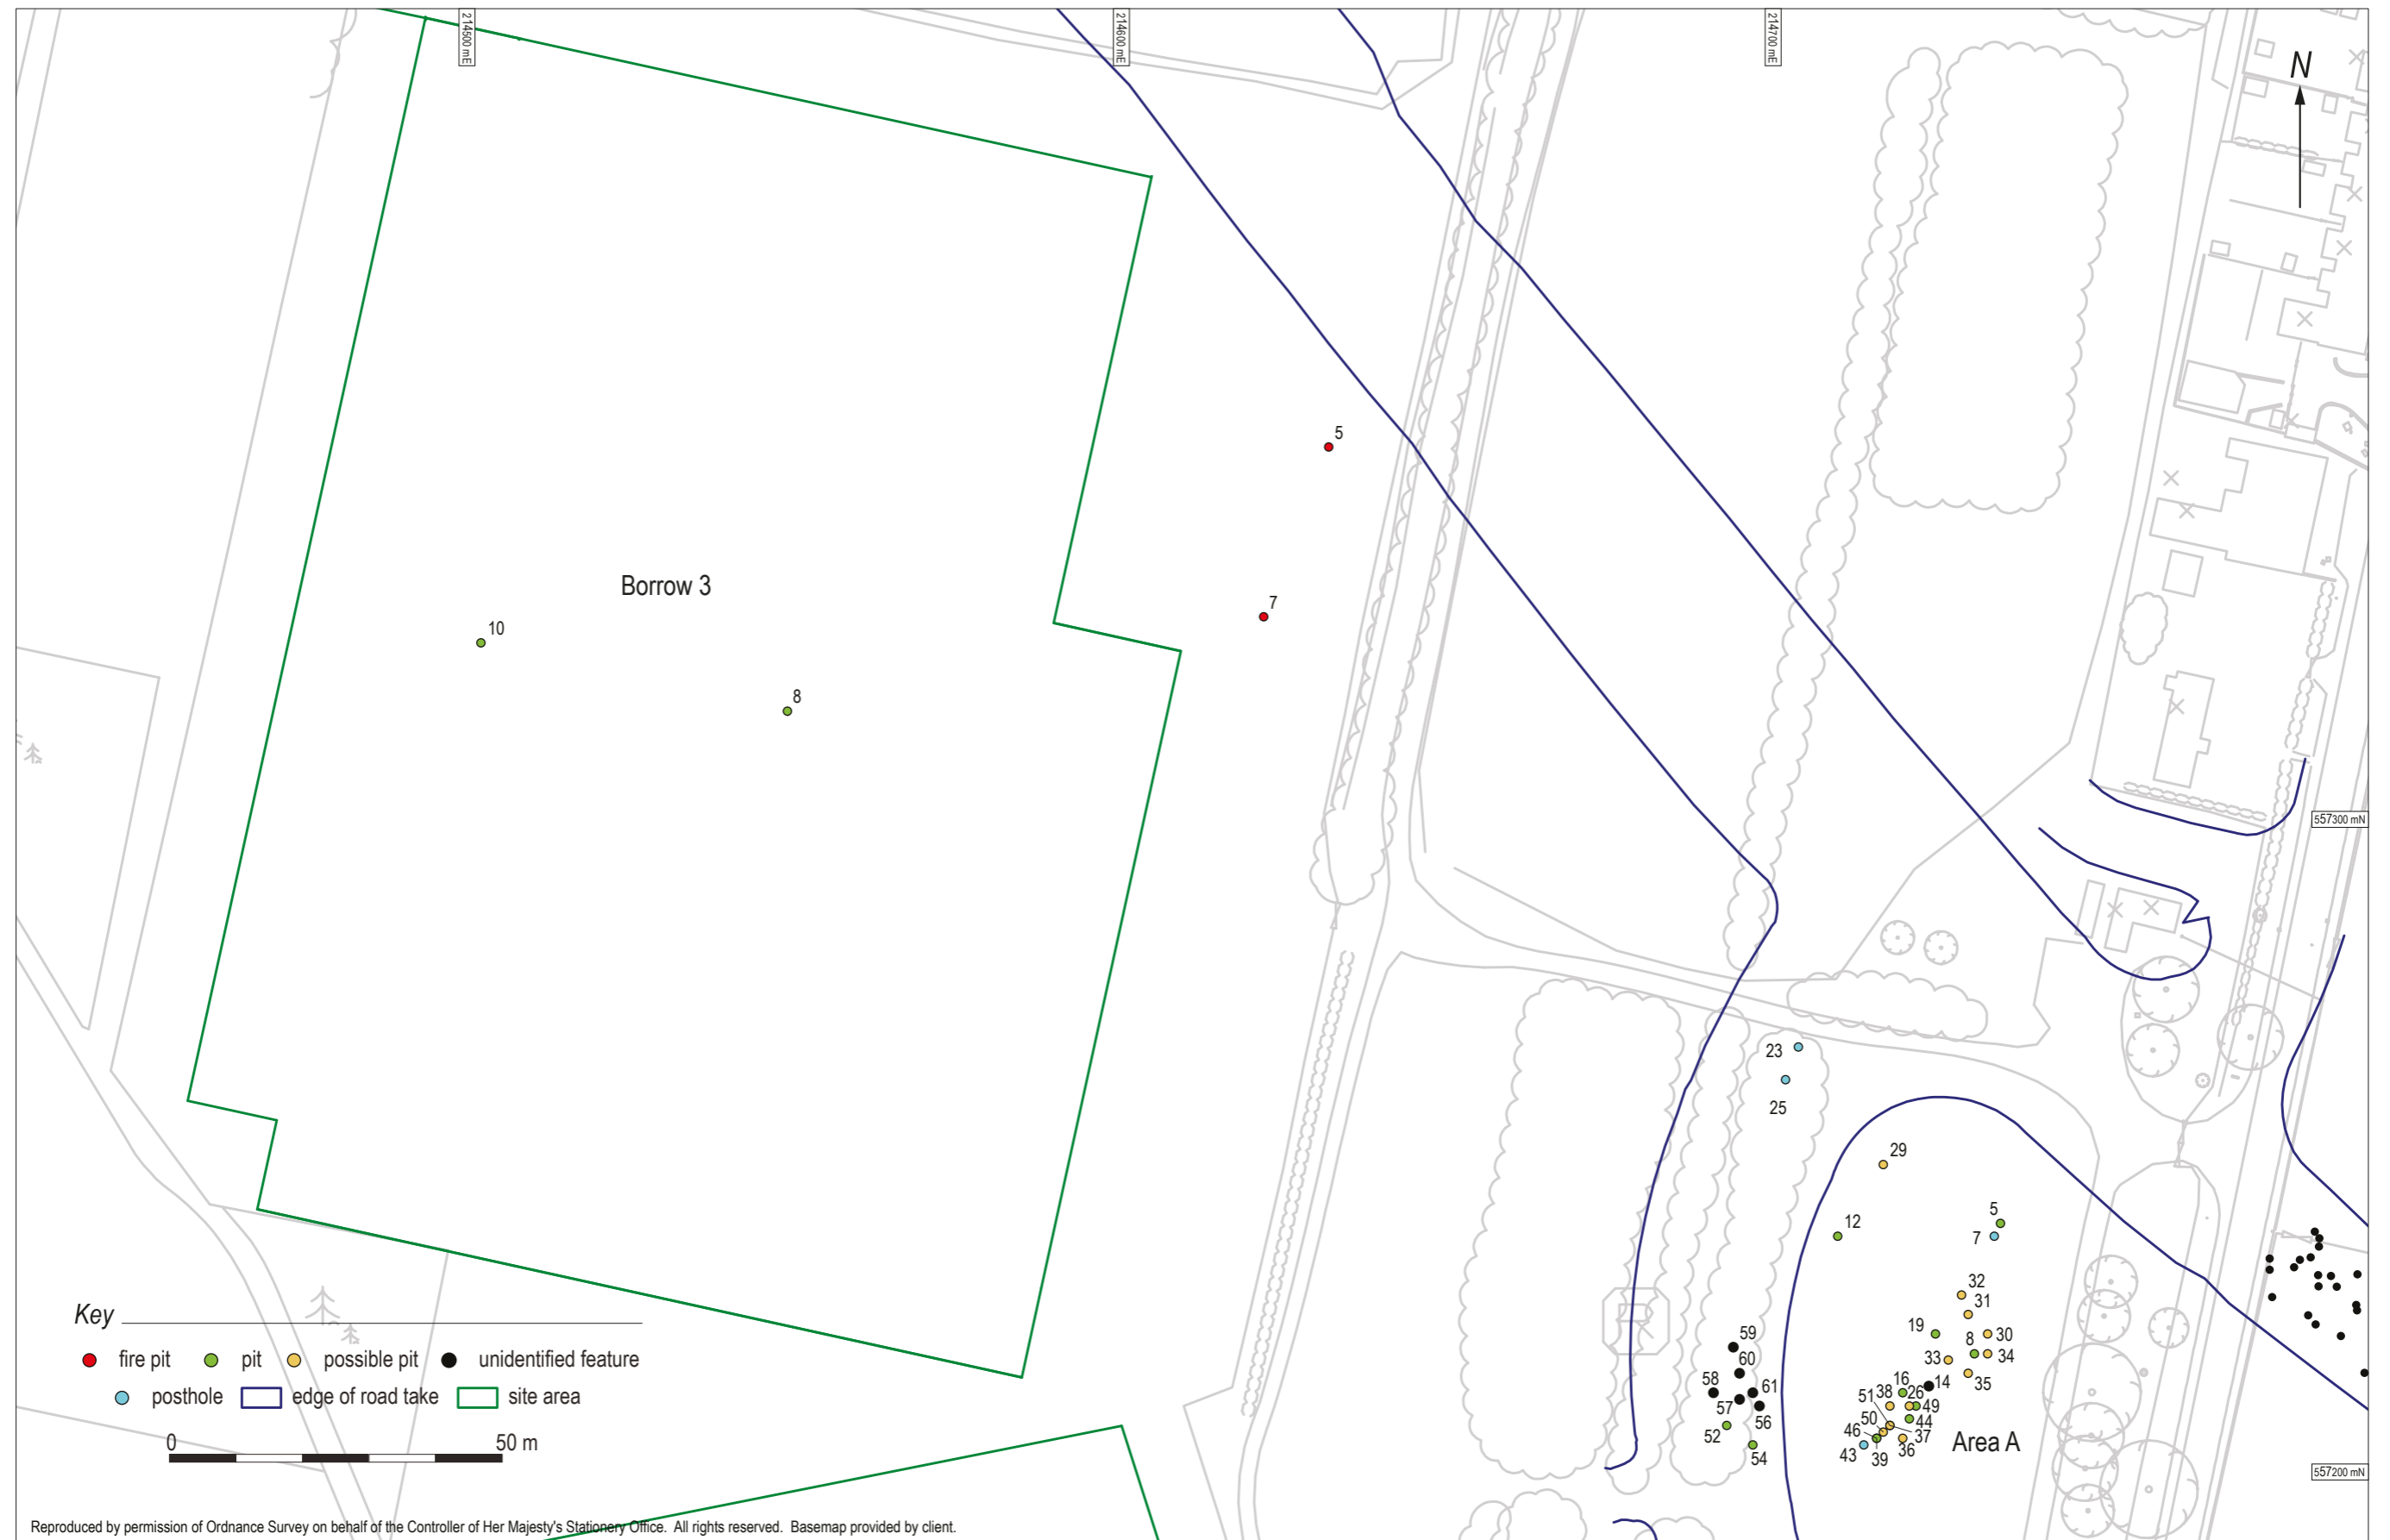 214500 mE
214600 mE
214700 mE
N
5
Borrow 3
7
10
8
557300 mN
23
25
29
5
12
7
32
31
19
8
30
59
33
34
60
35
58
61
16
14
51
38
26
57
56
49
50
44
52
46
37
54
43
39
36
Area A
557200 mN
Key
fire pit
pit
possible pit
unidentified feature
posthole
edge of road take
site area
0
50 m
Reproduced by permission of Ordnance Survey on behalf of the Controller of Her Majesty's Stationery Office. All rights reserved. Basemap provided by client.